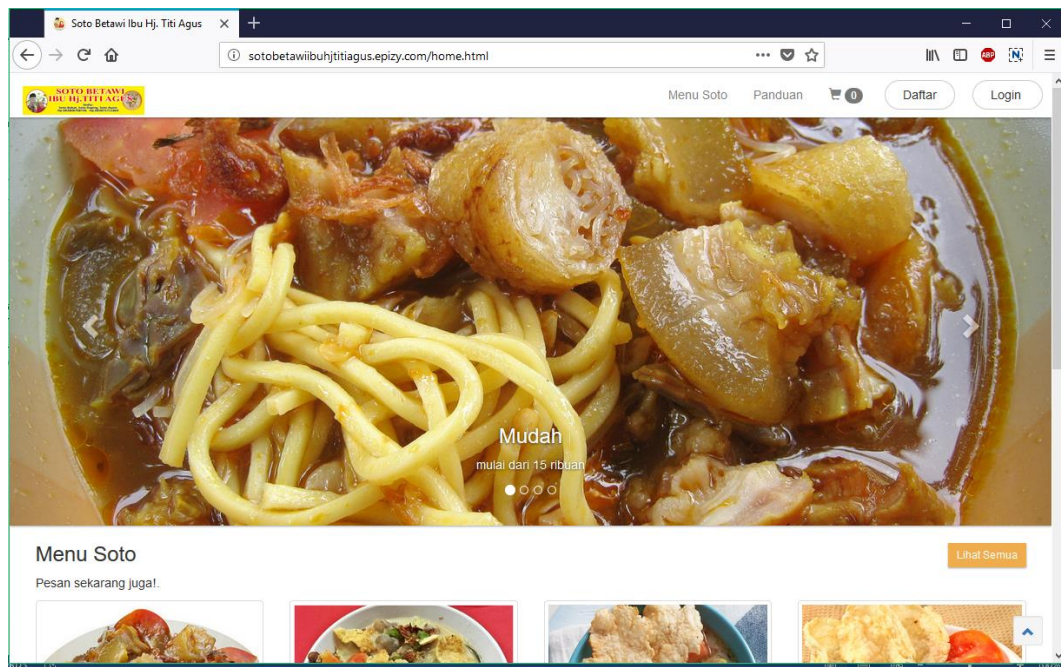 Soto Betawi Ibu Hj. Titi Agus
sotobetawiibuhjtitiagus.epizy.com/home.html
ABP
N
SOTO BETAWI
IBU Hj.TITI AGUS
Menu Soto Panduan 0 Daftar Login
Mudah
mulai dari 15 ribuan
Menu Soto
Lihat Semua
Pesan sekarang juga!.